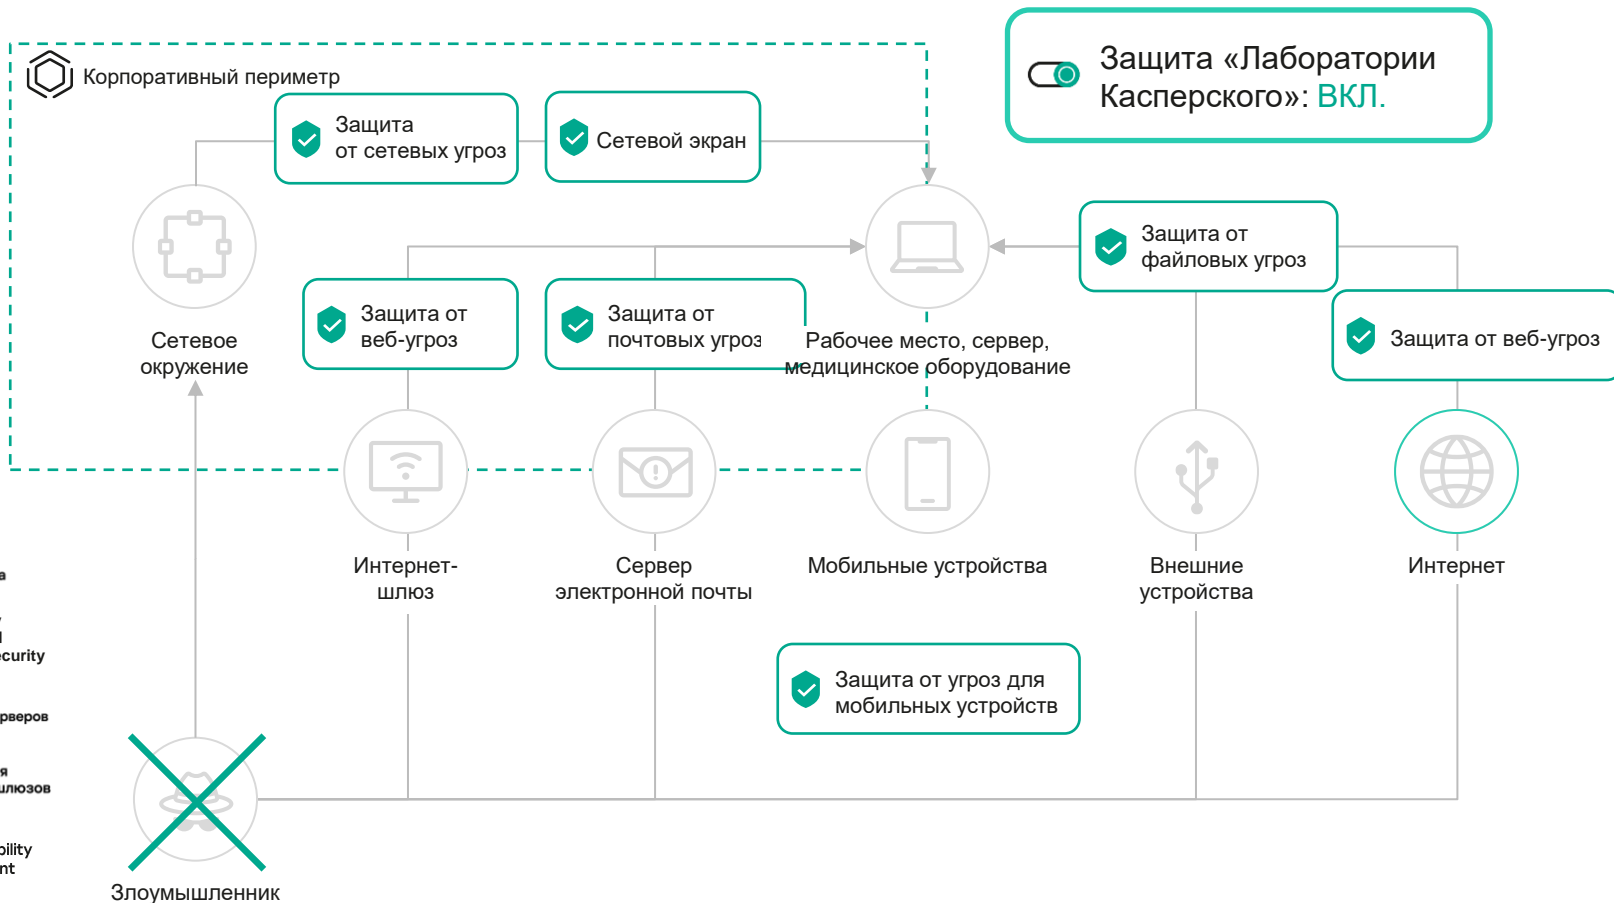 Корпоративный периметр
Защита «Лаборатории
Касперского»: ВКЛ.
Защита
от сетевых угроз
Сетевой экран
Защита от
файловых угроз
Защита от
веб-угроз
Защита от
почтовых угроз
Защита от веб-угроз
Сетевое
окружение
Рабочее место, сервер,
медицинское оборудование
Интернет-
шлюз
Сервер
электронной почты
Мобильные устройства
Внешние
устройства
Интернет
Защита от угроз для
мобильных устройств
Злоумышленник